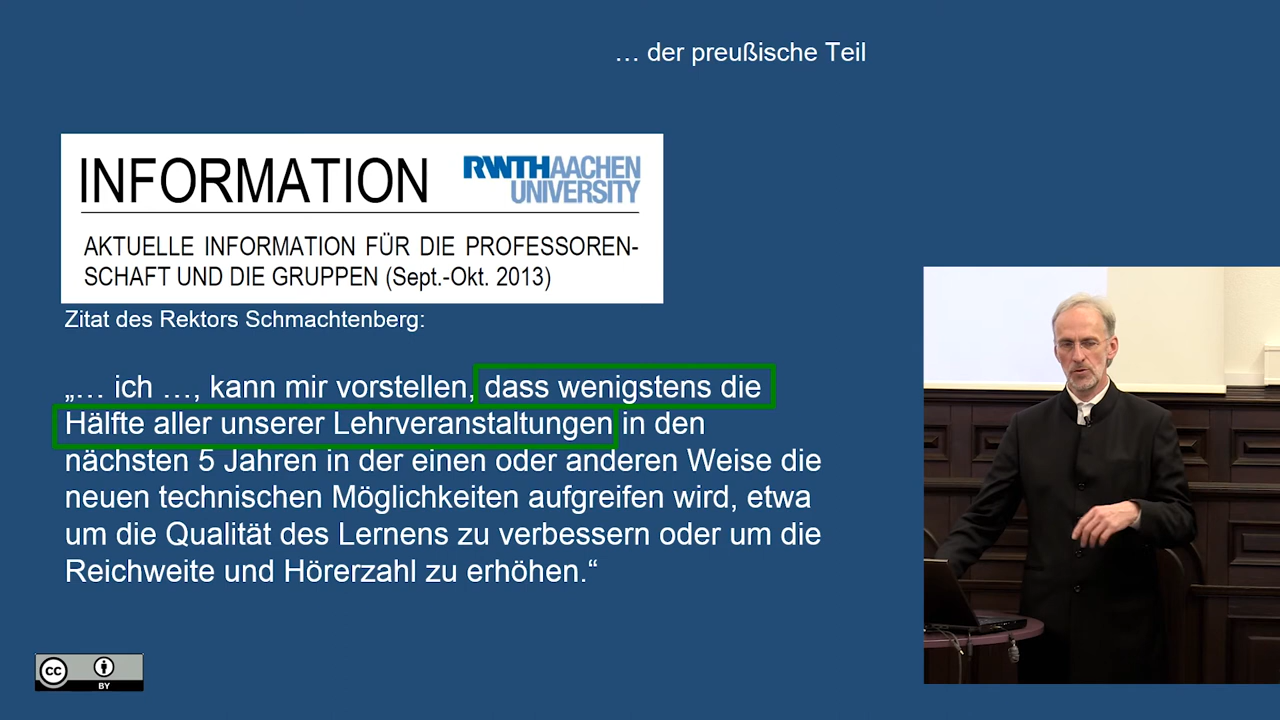 … der preußische Teil
INFORMATION
RWTHAACHEN
UNIVERSITY
AKTUELLE INFORMATION FÜR DIE PROFESSOREN-
SCHAFT UND DIE GRUPPEN (Sept.-Okt. 2013)
Zitat des Rektors Schmachtenberg:
„… ich …, kann mir vorstellen, dass wenigstens die
Hälfte aller unserer Lehrveranstaltungen in den
nächsten 5 Jahren in der einen oder anderen Weise die
neuen technischen Möglichkeiten aufgreifen wird, etwa
um die Qualität des Lernens zu verbessern oder um die
Reichweite und Hörerzahl zu erhöhen.“
cc
BY